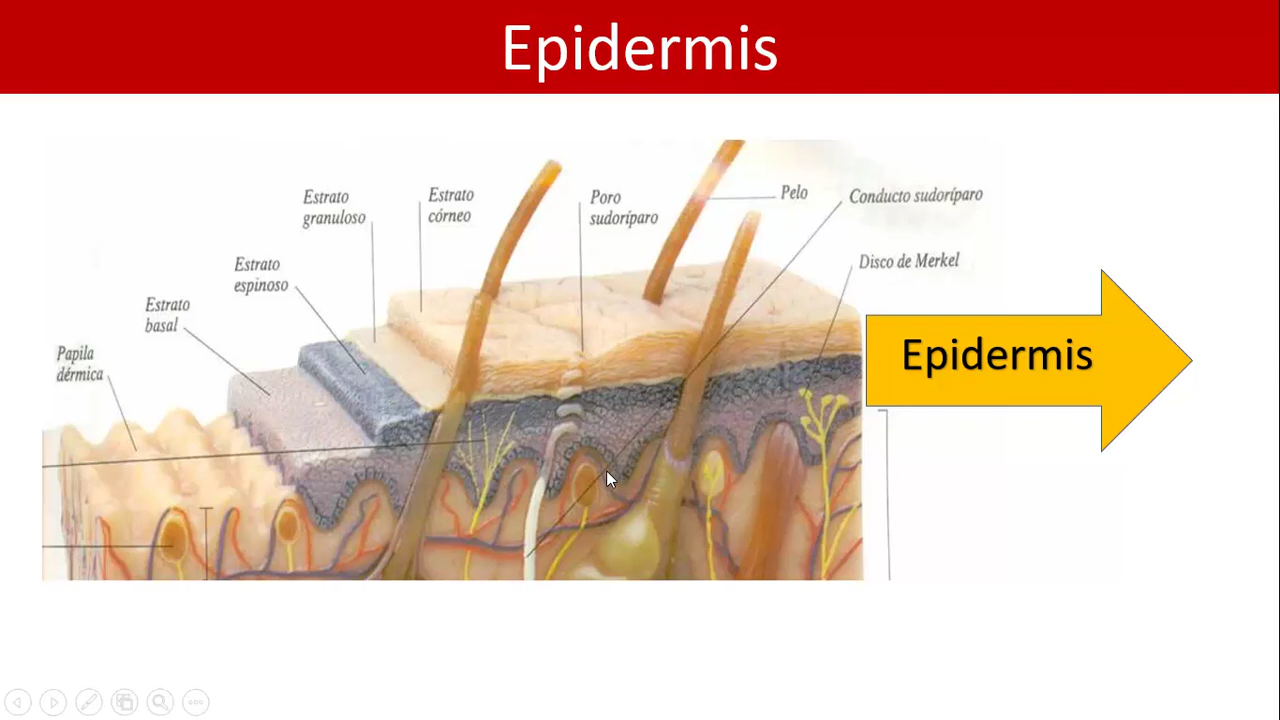 Epidermis
Estrato
granuloso
Estrato
córneo
Poro
sudoríparo
Pelo
Conducto sudoríparo
Estrato
espinoso
Disco de Merkel
Estrato
basal
Papila
dérmica
Epidermis